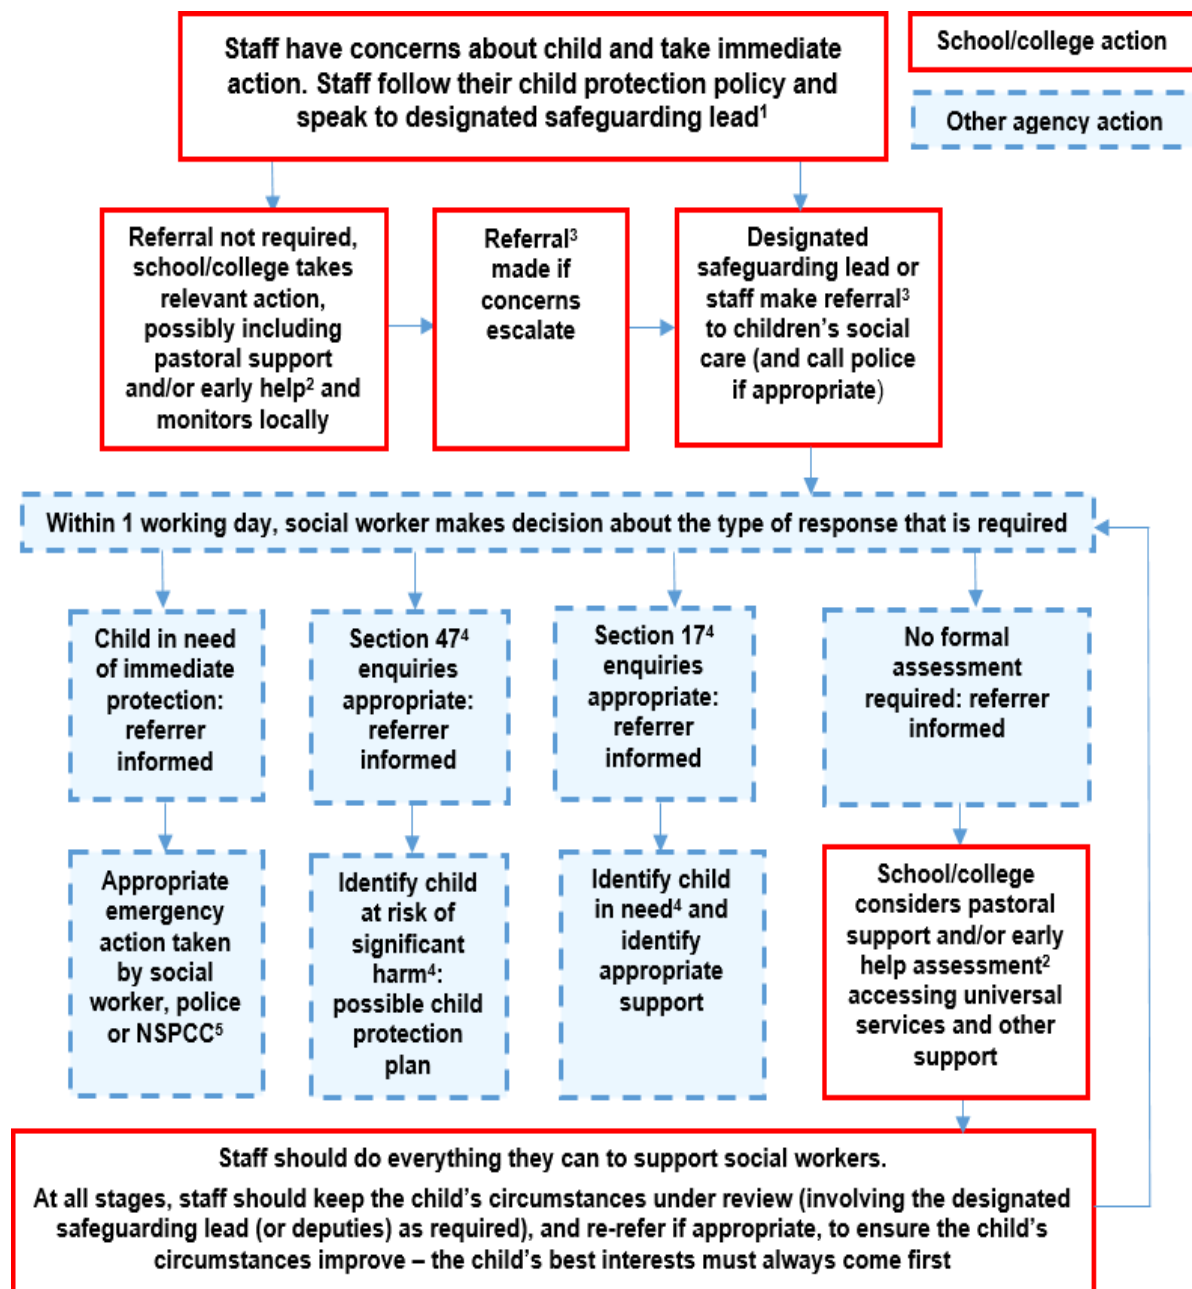 Staff have concerns about child and take immediate
action. Staff follow their child protection policy and
speak to designated safeguarding lead¹
School/college action
Other agency action
Referral not required,
school/college takes
relevant action,
possibly including
pastoral support
and/or early help² and
monitors locally
Referral³
made if
concerns
escalate
Designated
safeguarding lead or
staff make referral³
to children’s social
care (and call police
if appropriate)
Within 1 working day, social worker makes decision about the type of response that is required
Child in need
of immediate
protection:
referrer
informed
Section 47⁴
enquiries
appropriate:
referrer
informed
Section 17⁴
enquiries
appropriate:
referrer
informed
No formal
assessment
required: referrer
informed
Appropriate
emergency
action taken
by social
worker, police
or NSPCC⁵
Identify child
at risk of
significant
harm⁴:
possible child
protection
plan
Identify child
in need⁴ and
identify
appropriate
support
School/college
considers pastoral
support and/or early
help assessment²
accessing universal
services and other
support
Staff should do everything they can to support social workers.
At all stages, staff should keep the child’s circumstances under review (involving the designated
safeguarding lead (or deputies) as required), and re-refer if appropriate, to ensure the child’s
circumstances improve – the child’s best interests must always come first